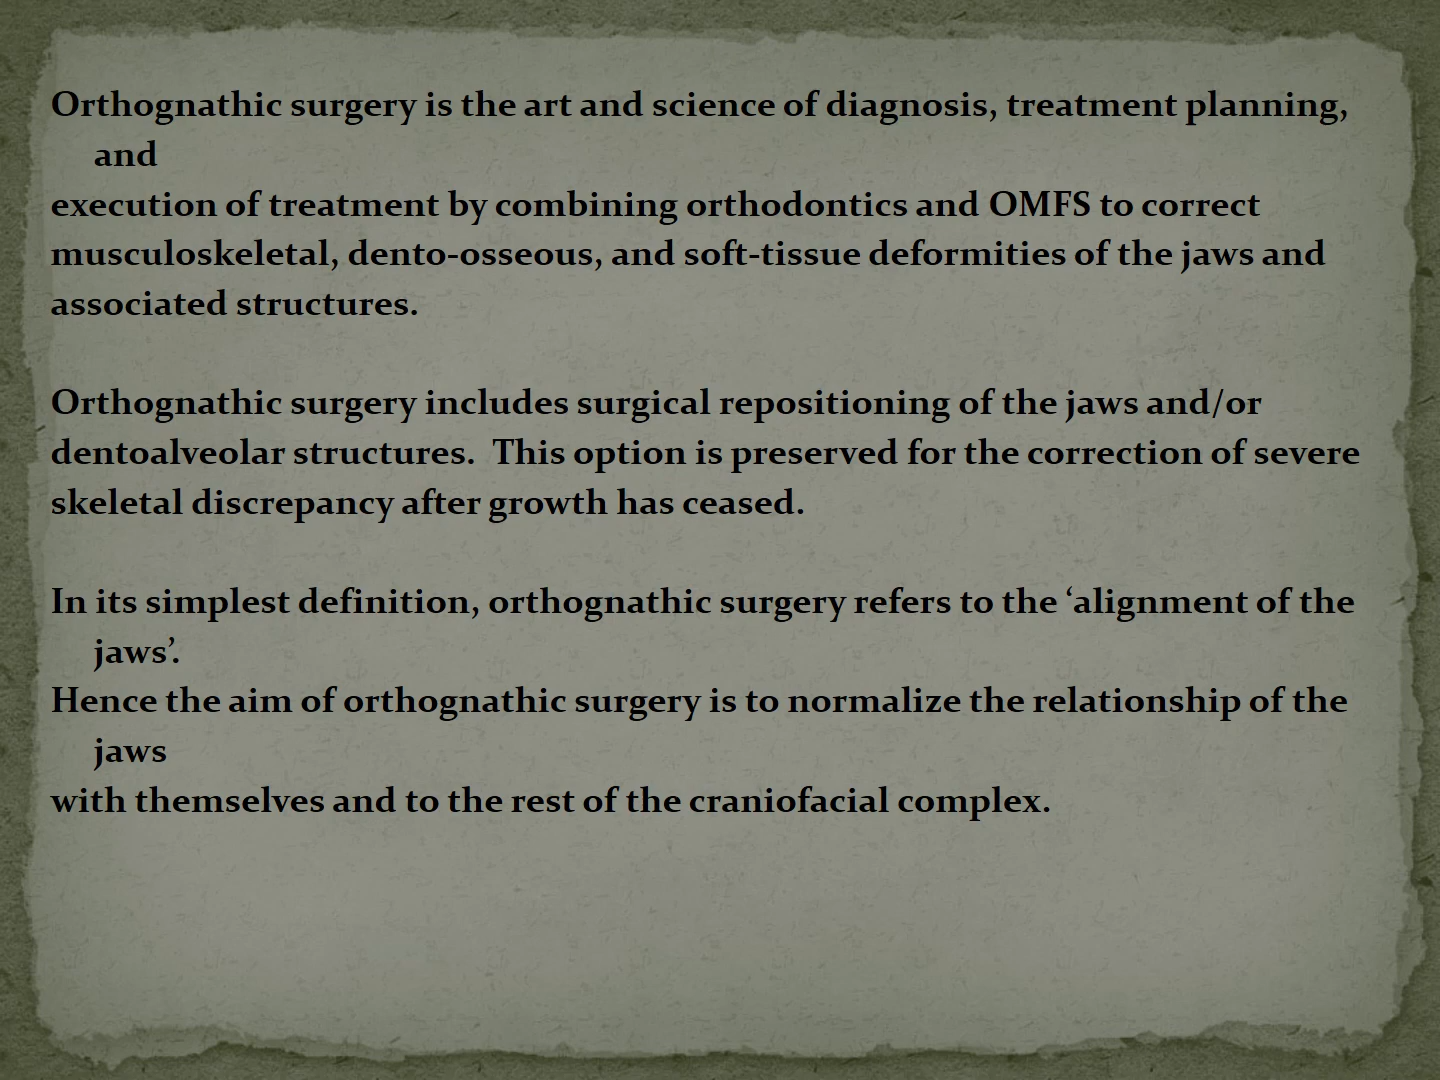 Orthognathic surgery is the art and science of diagnosis, treatment planning,
and
execution of treatment by combining orthodontics and OMFS to correct
musculoskeletal, dento-osseous, and soft-tissue deformities of the jaws and
associated structures.
Orthognathic surgery includes surgical repositioning of the jaws and/or
dentoalveolar structures.  This option is preserved for the correction of severe
skeletal discrepancy after growth has ceased.
In its simplest definition, orthognathic surgery refers to the ‘alignment of the
jaws’.
Hence the aim of orthognathic surgery is to normalize the relationship of the
jaws
with themselves and to the rest of the craniofacial complex.